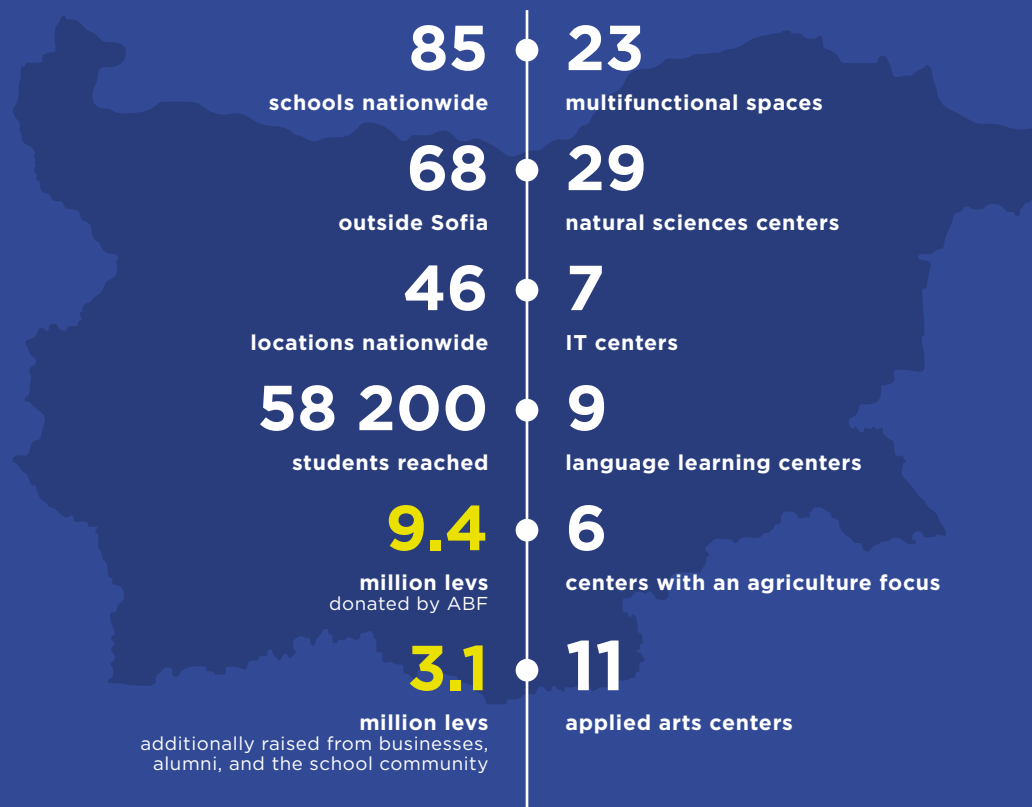 85
schools nationwide
68
outside Sofia
46
locations nationwide
58 200
students reached
9.4
million levs
donated by ABF
3.1
million levs
additionally raised from businesses,
alumni, and the school community
23
multifunctional spaces
29
natural sciences centers
7
IT centers
9
language learning centers
6
centers with an agriculture focus
11
applied arts centers